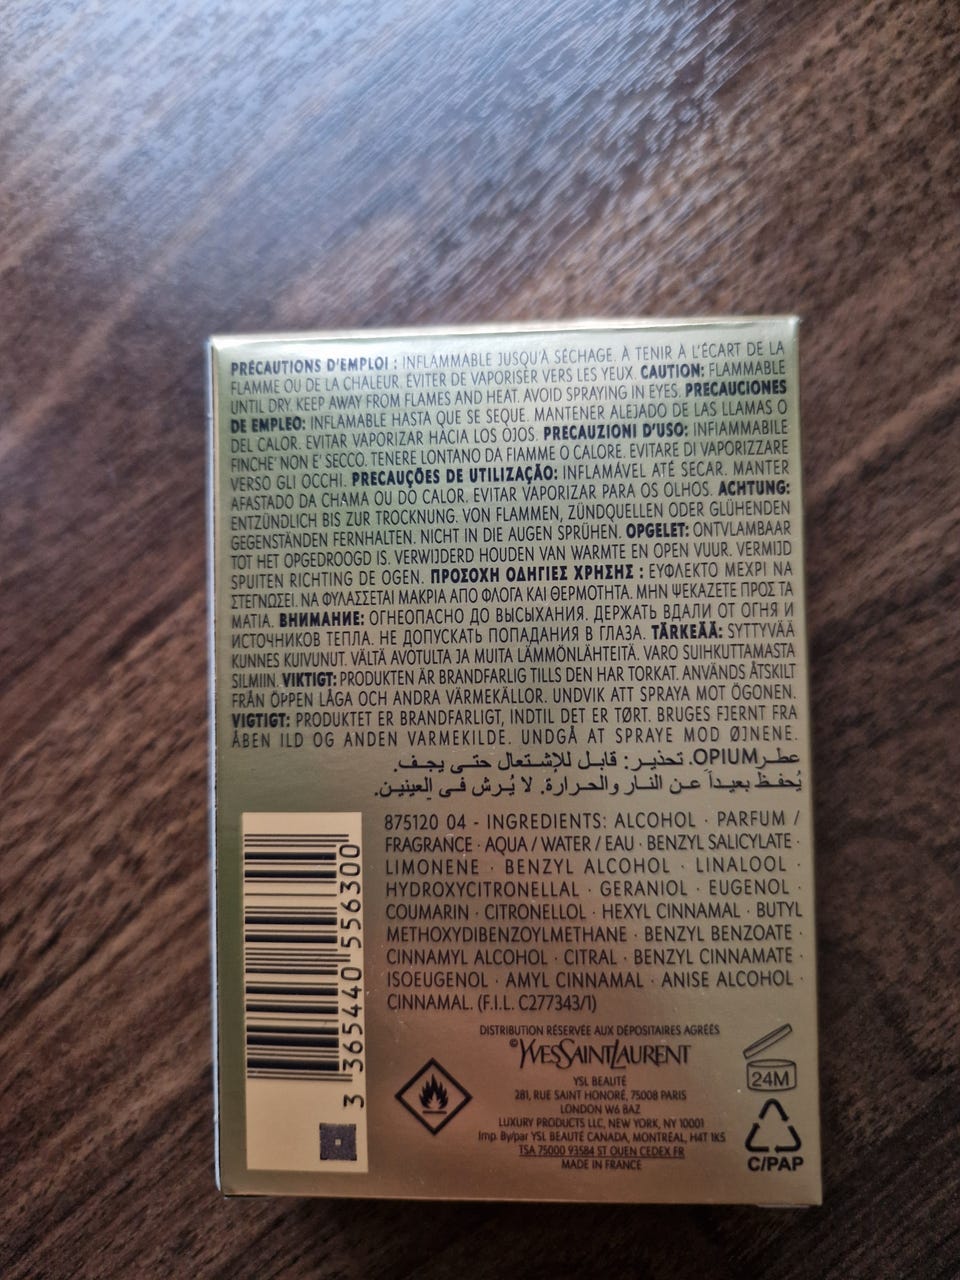 PRÉCAUTIONS D'EMPLOI : INFLAMMABLE JUSQU'À SÉCHAGE. À TENIR À L'ÉCART DE LA
FLAMME OU DE LA CHALEUR. ÉVITER DE VAPORISER VERS LES YEUX. CAUTION: FLAMMABLE
UNTIL DRY. KEEP AWAY FROM FLAMES AND HEAT. AVOID SPRAYING IN EYES. PRECAUCIONES
DE EMPLEO: INFLAMABLE HASTA QUE SE SEQUE. MANTENER ALEJADO DE LAS LLAMAS O
DEL CALOR. EVITAR VAPORIZAR HACIA LOS OJOS. PRECAUZIONI D'USO: INFIAMMABILE
FINCHE' NON E' SECCO. TENERE LONTANO DA FIAMME O CALORE. EVITARE DI VAPORIZZARE
VERSO GLI OCCHI. PRECAUÇÕES DE UTILIZAÇÃO: INFLAMÁVEL ATÉ SECAR. MANTER
AFASTADO DA CHAMA OU DO CALOR. EVITAR VAPORIZAR PARA OS OLHOS. ACHTUNG:
ENTZÜNDLICH BIS ZUR TROCKNUNG. VON FLAMMEN, ZÜNDQUELLEN ODER GLÜHENDEN
GEGENSTÄNDEN FERNHALTEN. NICHT IN DIE AUGEN SPRÜHEN. OPGELET: ONTVLAMBAAR
TOT HET OPGEDROOGD IS. VERWIJDERD HOUDEN VAN WARMTE EN OPEN VUUR. VERMIJD
SPUITEN RICHTING DE OGEN. ΠΡΟΣΟΧΗ ΟΔΗΓΙΕΣ ΧΡΗΣΗΣ : ΕΥΦΛΕΚΤΟ ΜΕΧΡΙ ΝΑ
ΣΤΕΓΝΩΣΕΙ. ΝΑ ΦΥΛΑΣΣΕΤΑΙ ΜΑΚΡΙΑ ΑΠΟ ΦΛΟΓΑ ΚΑΙ ΘΕΡΜΟΤΗΤΑ. ΜΗΝ ΨΕΚΑΖΕΤΕ ΠΡΟΣ ΤΑ
ΜΑΤΙΑ. ВНИМАНИЕ: ОГНЕОПАСНО ДО ВЫСЫХАНИЯ. ДЕРЖАТЬ ВДАЛИ ОТ ОГНЯ И
ИСТОЧНИКОВ ТЕПЛА. НЕ ДОПУСКАТЬ ПОПАДАНИЯ В ГЛАЗА. TÄRKEÄÄ: SYTTYVÄÄ
KUNNES KUIVUNUT. VÄLTÄ AVOTULTA JA MUITA LÄMMÖNLÄHTEITÄ. VARO SUIHKUTTAMASTA
SILMIIN. VIKTIGT: PRODUKTEN ÄR BRANDFARLIG TILLS DEN HAR TORKAT. ANVÄNDS ÅTSKILT
FRÅN ÖPPEN LÅGA OCH ANDRA VÄRMEKÄLLOR. UNDVIK ATT SPRAYA MOT ÖGONEN.
VIGTIGT: PRODUKTET ER BRANDFARLIGT, INDTIL DET ER TØRT. BRUGES FJERNT FRA
ÅBEN ILD OG ANDEN VARMEKILDE. UNDGÅ AT SPRAYE MOD ØJNENE.
عطر OPIUM. تحذير: قابل للإشتعال حتى يجف.
يُحفظ بعيداً عن النار والحرارة. لا يُرش في العينين.
875120 04 - INGREDIENTS: ALCOHOL · PARFUM /
FRAGRANCE · AQUA / WATER / EAU · BENZYL SALICYLATE ·
LIMONENE · BENZYL ALCOHOL · LINALOOL ·
HYDROXYCITRONELLAL · GERANIOL · EUGENOL ·
COUMARIN · CITRONELLOL · HEXYL CINNAMAL · BUTYL
METHOXYDIBENZOYLMETHANE · BENZYL BENZOATE ·
CINNAMYL ALCOHOL · CITRAL · BENZYL CINNAMATE ·
ISOEUGENOL · AMYL CINNAMAL · ANISE ALCOHOL ·
CINNAMAL. (F.I.L. C277343/1)
3 365440 556300
DISTRIBUTION RÉSERVÉE AUX DÉPOSITAIRES AGRÉÉS
©YVESSAINTLAURENT
YSL BEAUTÉ
281, RUE SAINT HONORÉ, 75008 PARIS
LONDON W6 8AZ
LUXURY PRODUCTS LLC, NEW YORK, NY 10001
Imp. By/par YSL BEAUTÉ CANADA, MONTRÉAL, H4T 1K5
TSA 75000 93584 ST OUEN CEDEX FR
MADE IN FRANCE
24M
C/PAP